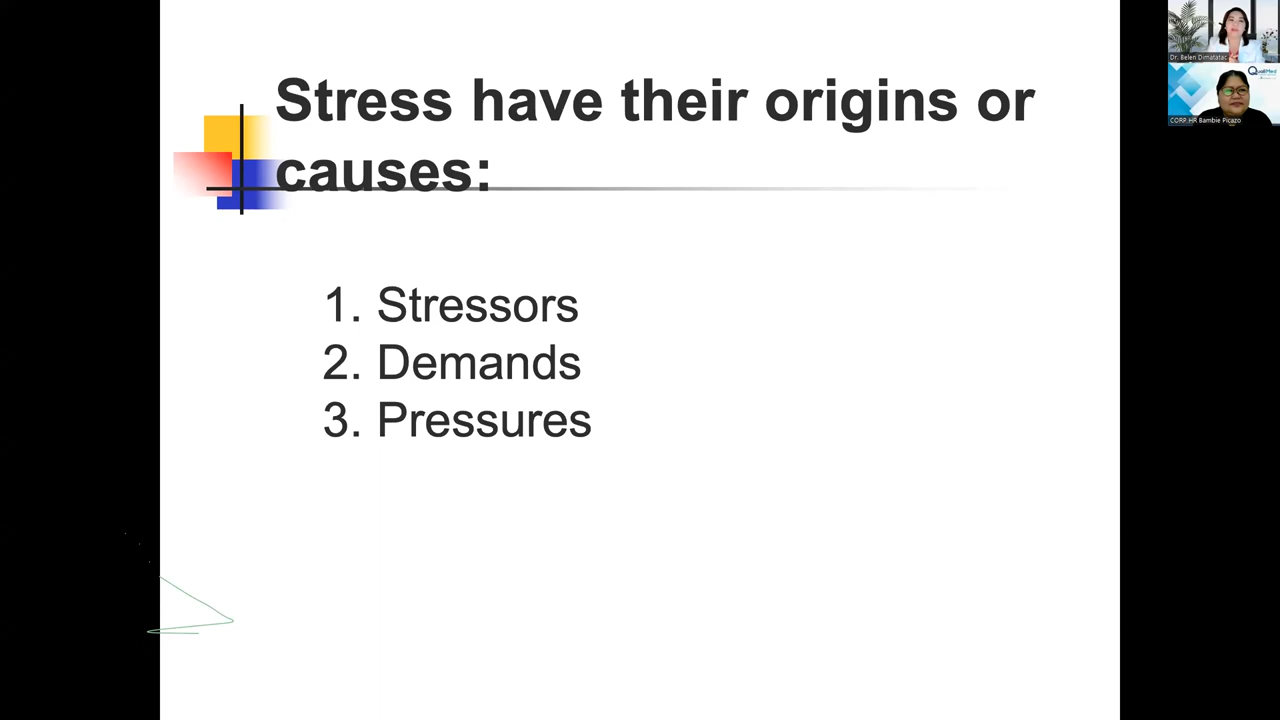 Stress have their origins or
causes:
1. Stressors
2. Demands
3. Pressures
Dr. Belen Dimatatac
QualiMed
CORP HR Bambie Picazo